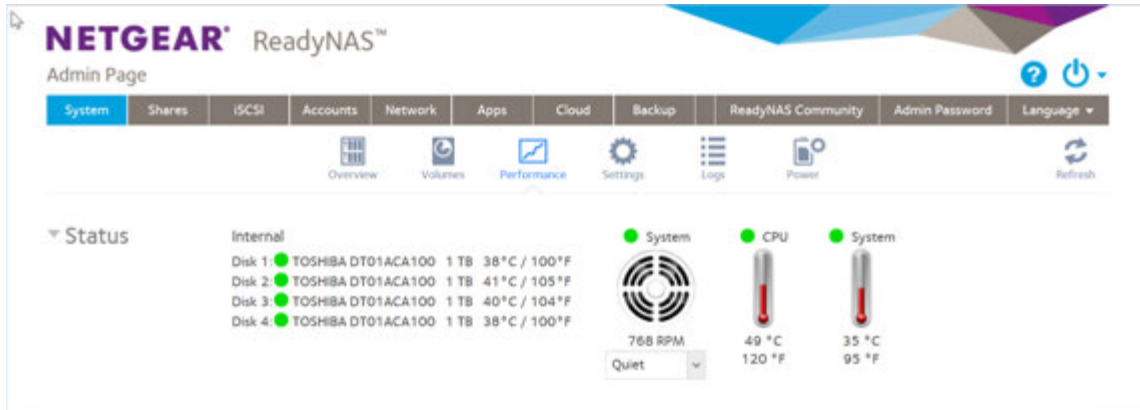 NETGEAR® ReadyNAS™
Admin Page
System Shares iSCSI Accounts Network Apps Cloud Backup ReadyNAS Community Admin Password Language
Overview Volumes Performance Settings Logs Power Refresh
Status
Internal
Disk 1: TOSHIBA DT01ACA100 1 TB 38°C / 100°F
Disk 2: TOSHIBA DT01ACA100 1 TB 41°C / 105°F
Disk 3: TOSHIBA DT01ACA100 1 TB 40°C / 104°F
Disk 4: TOSHIBA DT01ACA100 1 TB 38°C / 100°F
System
768 RPM
Quiet
CPU
49 °C
120 °F
System
35 °C
95 °F